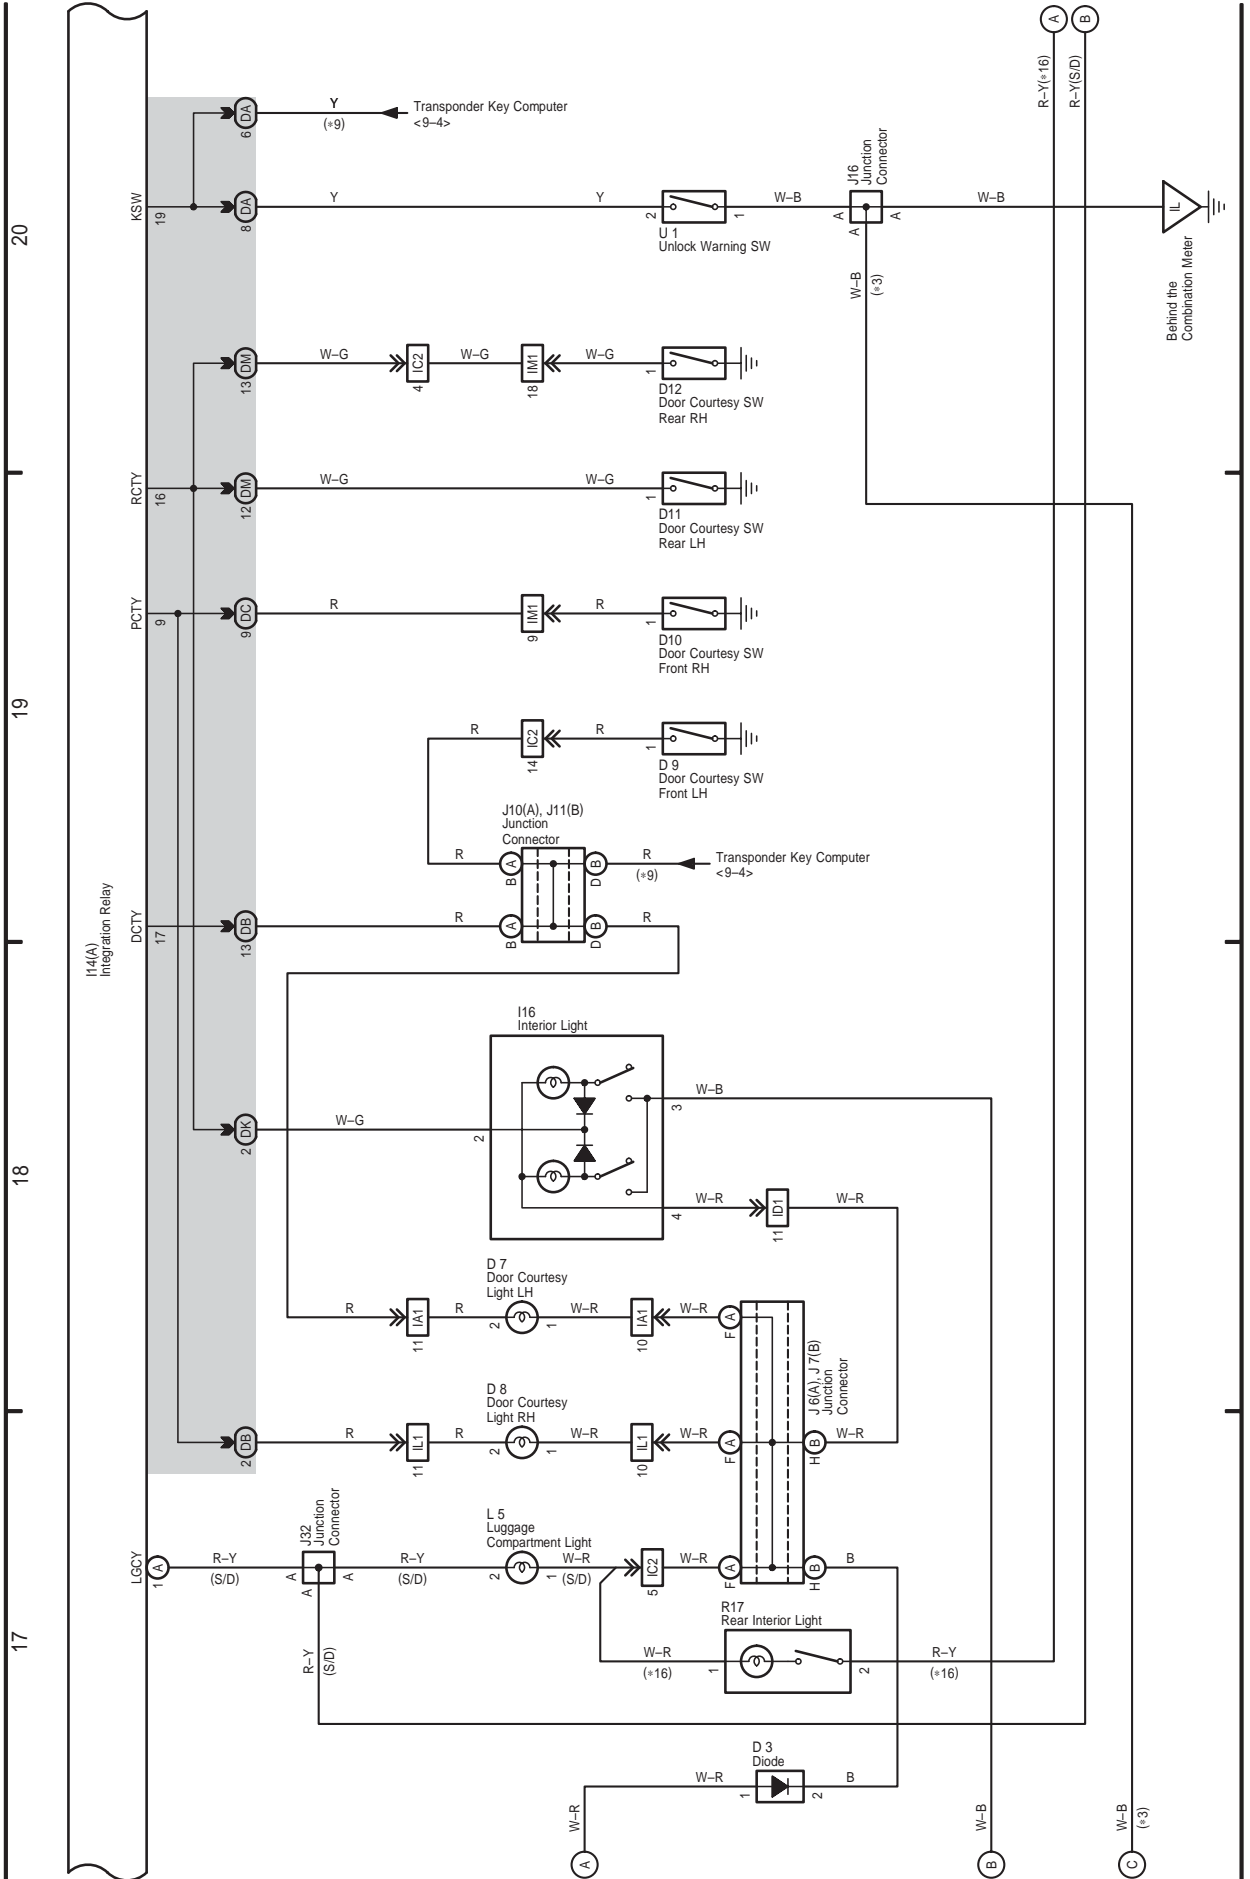 A
B
R–Y(*16)
R–Y(S/D)
20
6
DA
Y
(*9)
Transponder Key Computer
<9–4>
J16
Junction
Connector
KSW
19
8
DA
Y
Y
2
1
U 1
Unlock Warning SW
W–B
A
A
A
W–B
IL
Behind the
Combination Meter
W–B
(*3)
13
DM
W–G
4
IC2
W–G
18
IM1
W–G
1
D12
Door Courtesy SW
Rear RH
RCTY
16
12
DM
W–G
W–G
1
D11
Door Courtesy SW
Rear LH
PCTY
9
9
DC
R
9
IM1
R
1
D10
Door Courtesy SW
Front RH
19
R
14
IC2
R
1
D 9
Door Courtesy SW
Front LH
J10(A), J11(B)
Junction
Connector
R
B
A
D
B
R
(*9)
Transponder Key Computer
<9–4>
I14(A)
Integration Relay
DCTY
17
13
DB
R
B
A
D
B
R
I16
Interior Light
W–B
3
18
2
DK
W–G
2
4
W–R
11
ID1
W–R
D 7
Door Courtesy
Light LH
R
11
IA1
R
2
1
W–R
10
IA1
W–R
F
A
J 6(A), J 7(B)
Junction
Connector
D 8
Door Courtesy
Light RH
2
DB
R
11
IL1
R
2
1
W–R
10
IL1
W–R
F
A
H
B
W–R
J32
Junction
Connector
L 5
Luggage
Compartment Light
LGCY
1
A
R–Y
(S/D)
A
A
A
R–Y
(S/D)
2
1
W–R
(S/D)
5
IC2
W–R
F
A
H
B
B
17
R–Y
(S/D)
R17
Rear Interior Light
W–R
(*16)
1
2
R–Y
(*16)
D 3
Diode
W–R
1
2
B
W–R
A
W–B
B
W–B
(*3)
C